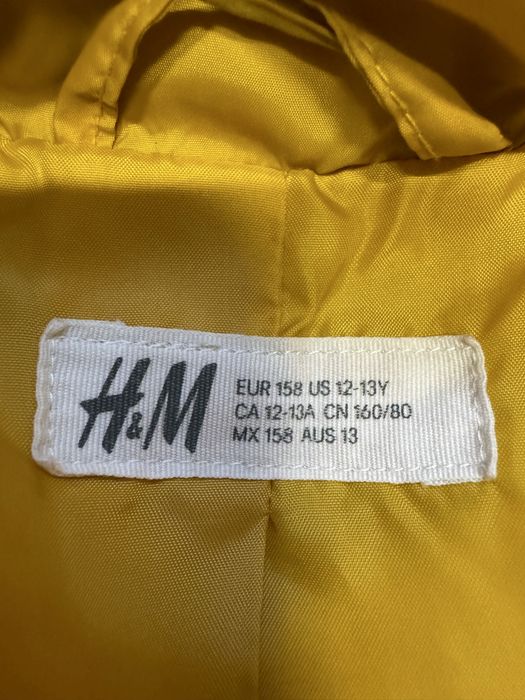 H&M
EUR 158 US 12-13Y
CA 12-13A CN 160/80
MX 158 AUS 13